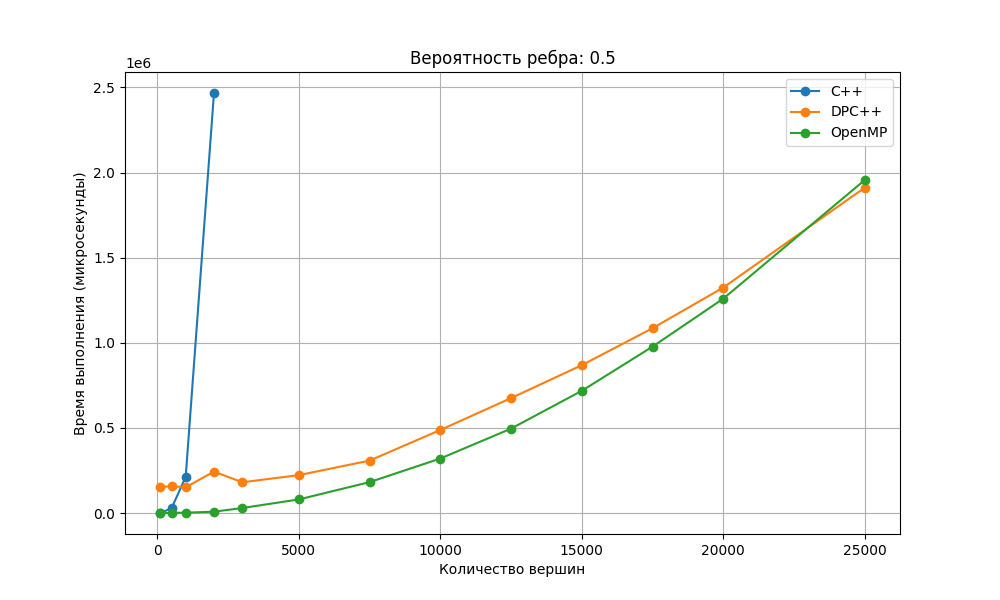 Вероятность ребра: 0.5
1e6
2.5
2.0
1.5
1.0
0.5
0.0
Время выполнения (микросекунды)
C++
DPC++
OpenMP
0 5000 10000 15000 20000 25000
Количество вершин